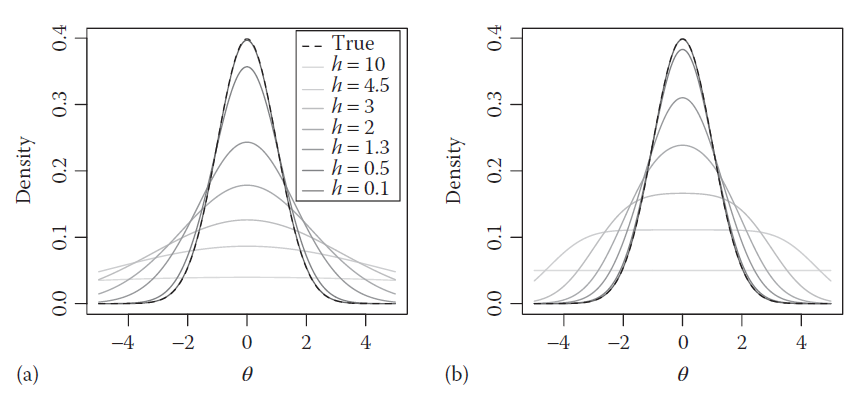 0.4
0.3
0.2
0.1
0.0
Density
−4 −2 0 2 4
θ
(a)
True
h = 10
h = 4.5
h = 3
h = 2
h = 1.3
h = 0.5
h = 0.1
0.4
0.3
0.2
0.1
0.0
Density
−4 −2 0 2 4
θ
(b)